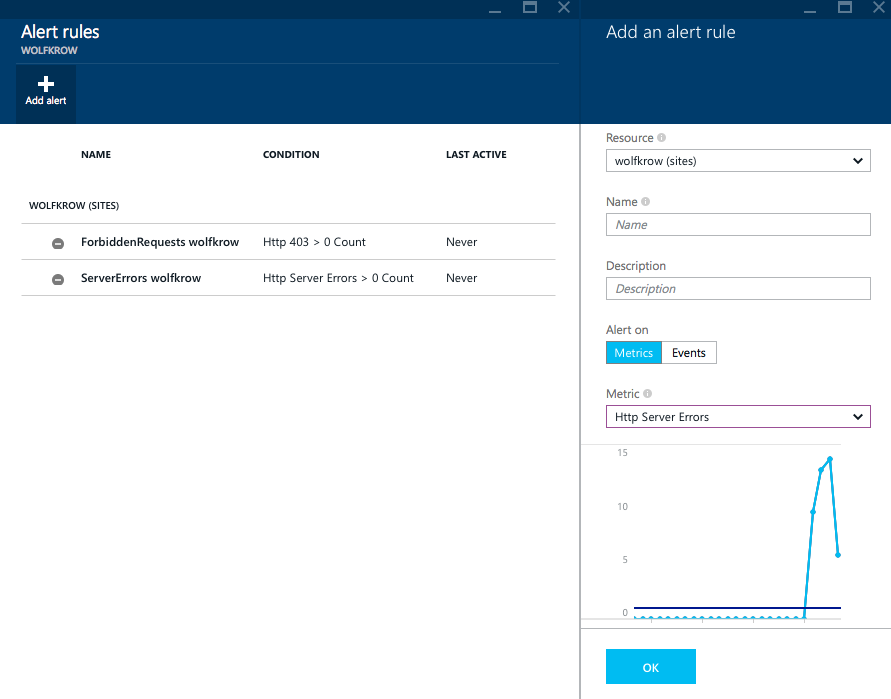 Alert rules
WOLFKROW
Add alert
NAME CONDITION LAST ACTIVE
WOLFKROW (SITES)
ForbiddenRequests wolfkrow Http 403 > 0 Count Never
ServerErrors wolfkrow Http Server Errors > 0 Count Never
Add an alert rule
Resource
wolfkrow (sites)
Name
Name
Description
Description
Alert on
Metrics Events
Metric
Http Server Errors
15
10
5
0
OK